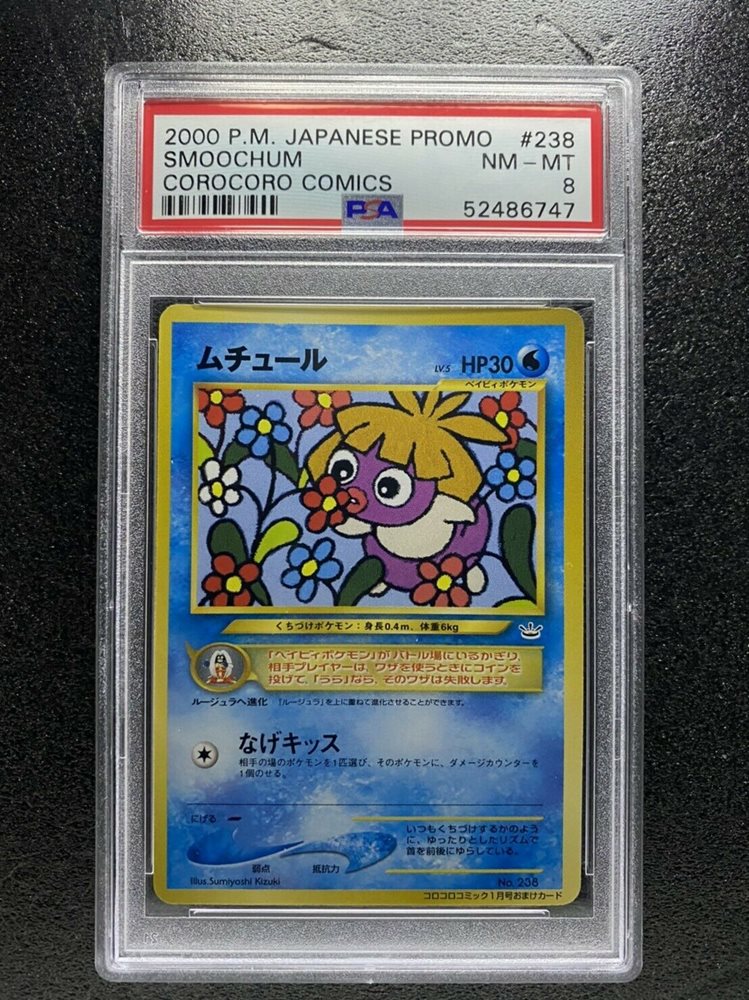 2000 P.M. JAPANESE PROMO #238
SMOOCHUM NM - MT
COROCORO COMICS 8
PSA 52486747
ムチュール LV.5 HP30
ベイビィポケモン
くちづけポケモン：身長0.4m、体重6kg
「ベイビィポケモン」がバトル場にいるかぎり、
相手プレイヤーは、ワザを使うときにコインを
投げて、「うら」なら、そのワザは失敗します。
ルージュラへ進化 「ルージュラ」を上に重ねて進化させることができます。
なげキッス
相手の場のポケモンを1匹選び、そのポケモンに、ダメージカウンターを
1個のせる。
にげる
いつもくちづけするかのよう
に、ゆったりとしたリズムで
首を前後にゆらしている。
弱点 抵抗力
Illus.Sumiyoshi Kizuki No. 238
コロコロコミック1月号おまけカード